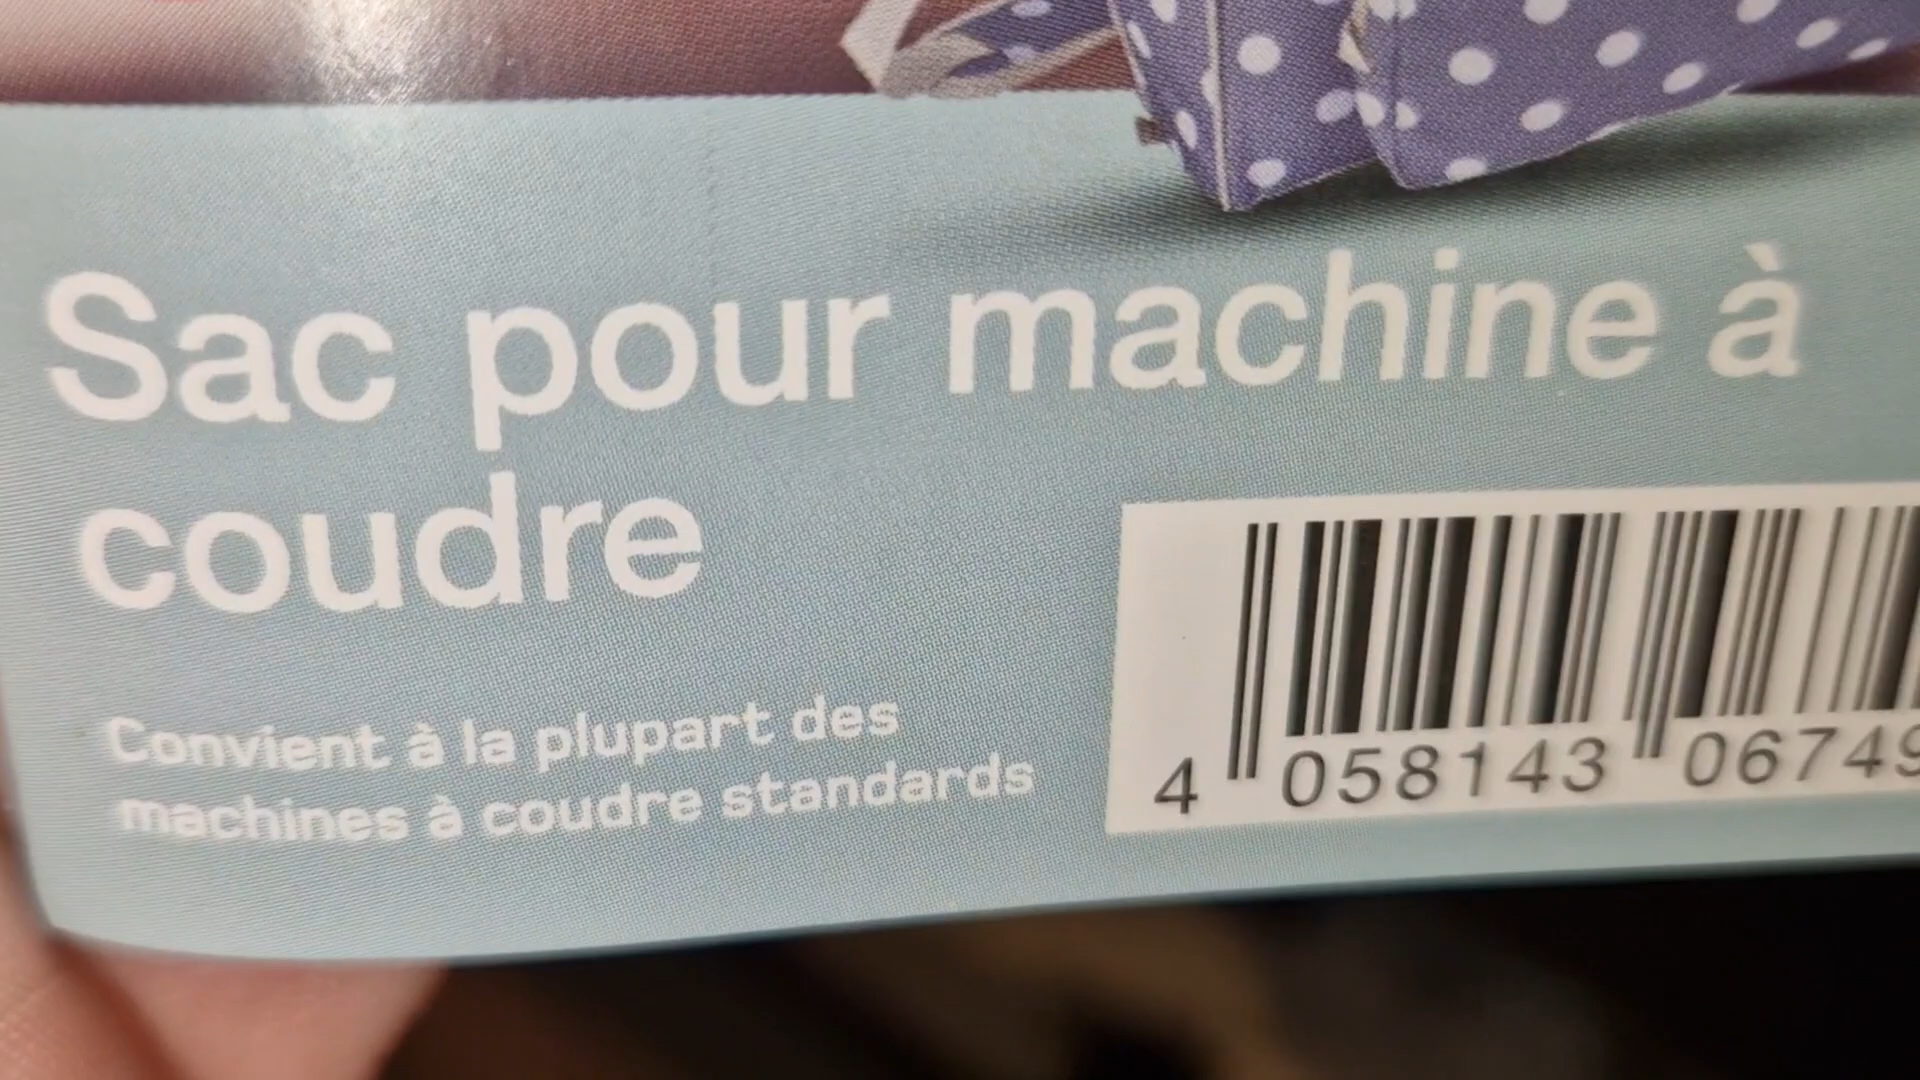 Sac pour machine à
coudre
Convient à la plupart des
machines à coudre standards
4 058143 06749